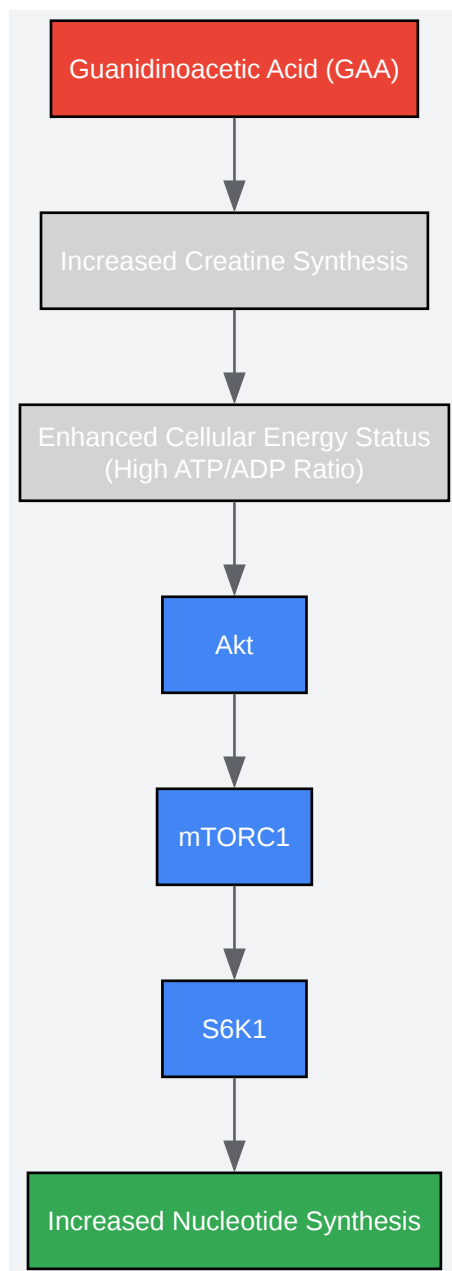 Guanidinoacetic Acid (GAA)
Increased Creatine Synthesis
Enhanced Cellular Energy Status
(High ATP/ADP Ratio)
Akt
mTORC1
S6K1
Increased Nucleotide Synthesis